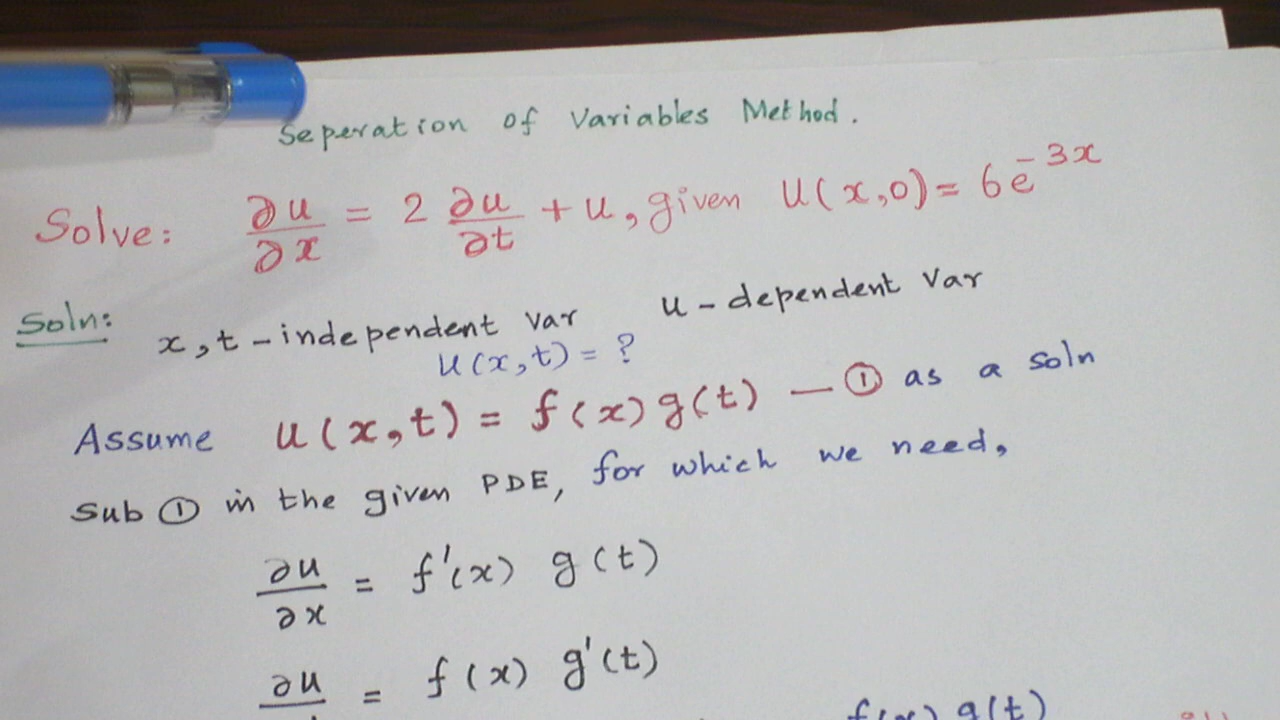 Seperation of Variables Method.
Solve: ∂u/∂x = 2 ∂u/∂t + u, given u(x,0) = 6e^-3x
Soln: x,t - independent var u - dependent var
u(x,t) = ?
Assume u(x,t) = f(x) g(t) — ① as a soln
Sub ① in the given PDE, for which we need,
∂u/∂x = f'(x) g(t)
∂u = f(x) g'(t)
f(x) g(t)